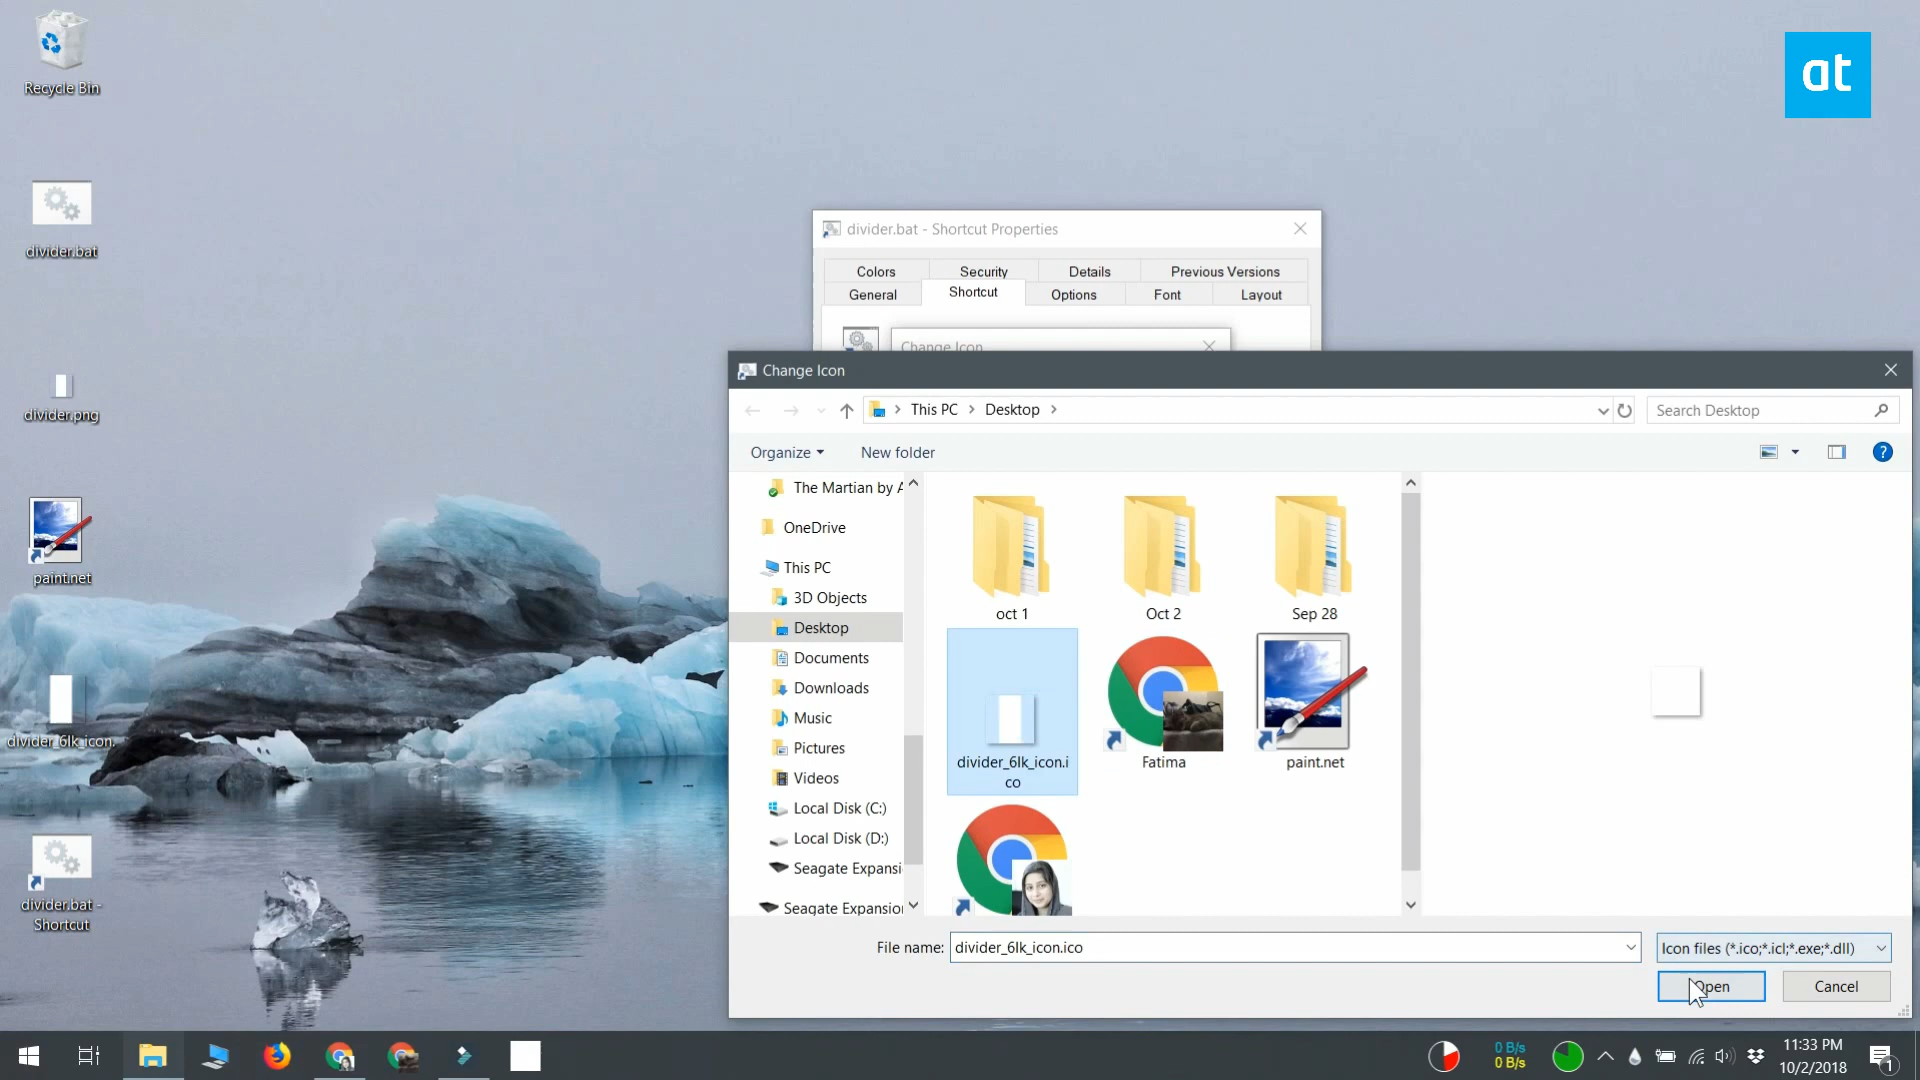 Recycle Bin
at
divider.bat
divider.bat - Shortcut Properties
Colors
Security
Details
Previous Versions
General
Shortcut
Options
Font
Layout
Change Icon
Change Icon
divider.png
This PC
Desktop
Search Desktop
Organize
New folder
The Martian by A
OneDrive
This PC
3D Objects
Desktop
Documents
Downloads
Music
Pictures
Videos
Local Disk (C:)
Local Disk (D:)
Seagate Expansi
Seagate Expansion
oct 1
Oct 2
Sep 28
divider_6lk_icon.i
co
Fatima
paint.net
paint.net
divider_6lk_icon.
divider.bat -
Shortcut
File name:
divider_6lk_icon.ico
Icon files (*.ico;*.icl;*.exe;*.dll)
Open
Cancel
0 B/s
0 B/s
11:33 PM
10/2/2018
1